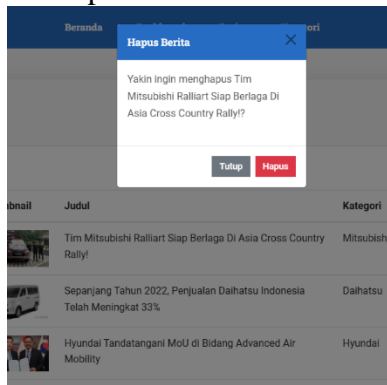 Beranda
Hapus Berita
Yakin ingin menghapus Tim
Mitsubishi Ralliart Siap Berlaga Di
Asia Cross Country Rally!?
Tutup Hapus
Judul Kategori
Tim Mitsubishi Ralliart Siap Berlaga Di Asia Cross Country Mitsubish
Rally!
Sepanjang Tahun 2022, Penjualan Daihatsu Indonesia Daihatsu
Telah Meningkat 33%
Hyundai Tandatangani MoU di Bidang Advanced Air Hyundai
Mobility